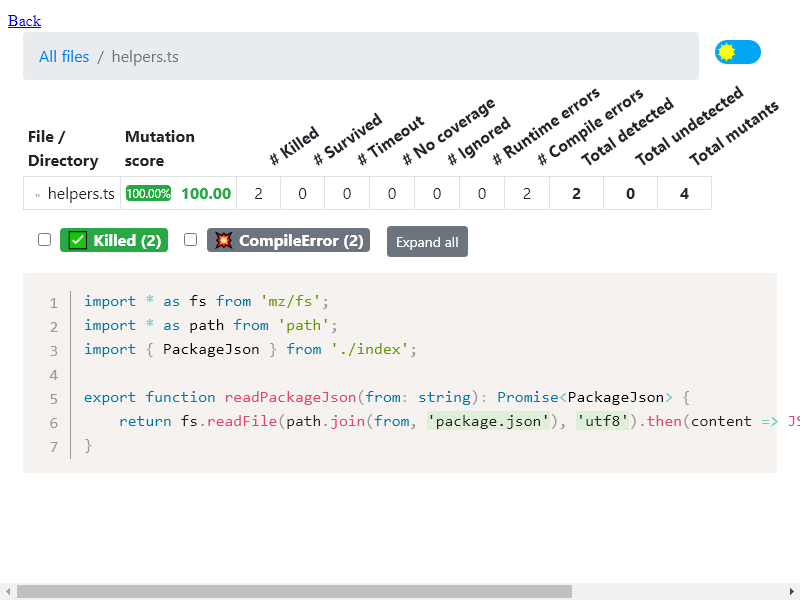 Back
All files / helpers.ts
File / Directory
Mutation score
# Killed
# Survived
# Timeout
# No coverage
# Ignored
# Runtime errors
# Compile errors
Total detected
Total undetected
Total mutants
helpers.ts 100.00% 100.00 2 0 0 0 0 0 2 2 0 4
✅ Killed (2) 💥 CompileError (2) Expand all
1 import * as fs from 'mz/fs';
2 import * as path from 'path';
3 import { PackageJson } from './index';
4
5 export function readPackageJson(from: string): Promise<PackageJson> {
6 return fs.readFile(path.join(from, 'package.json'), 'utf8').then(content => JS
7 }